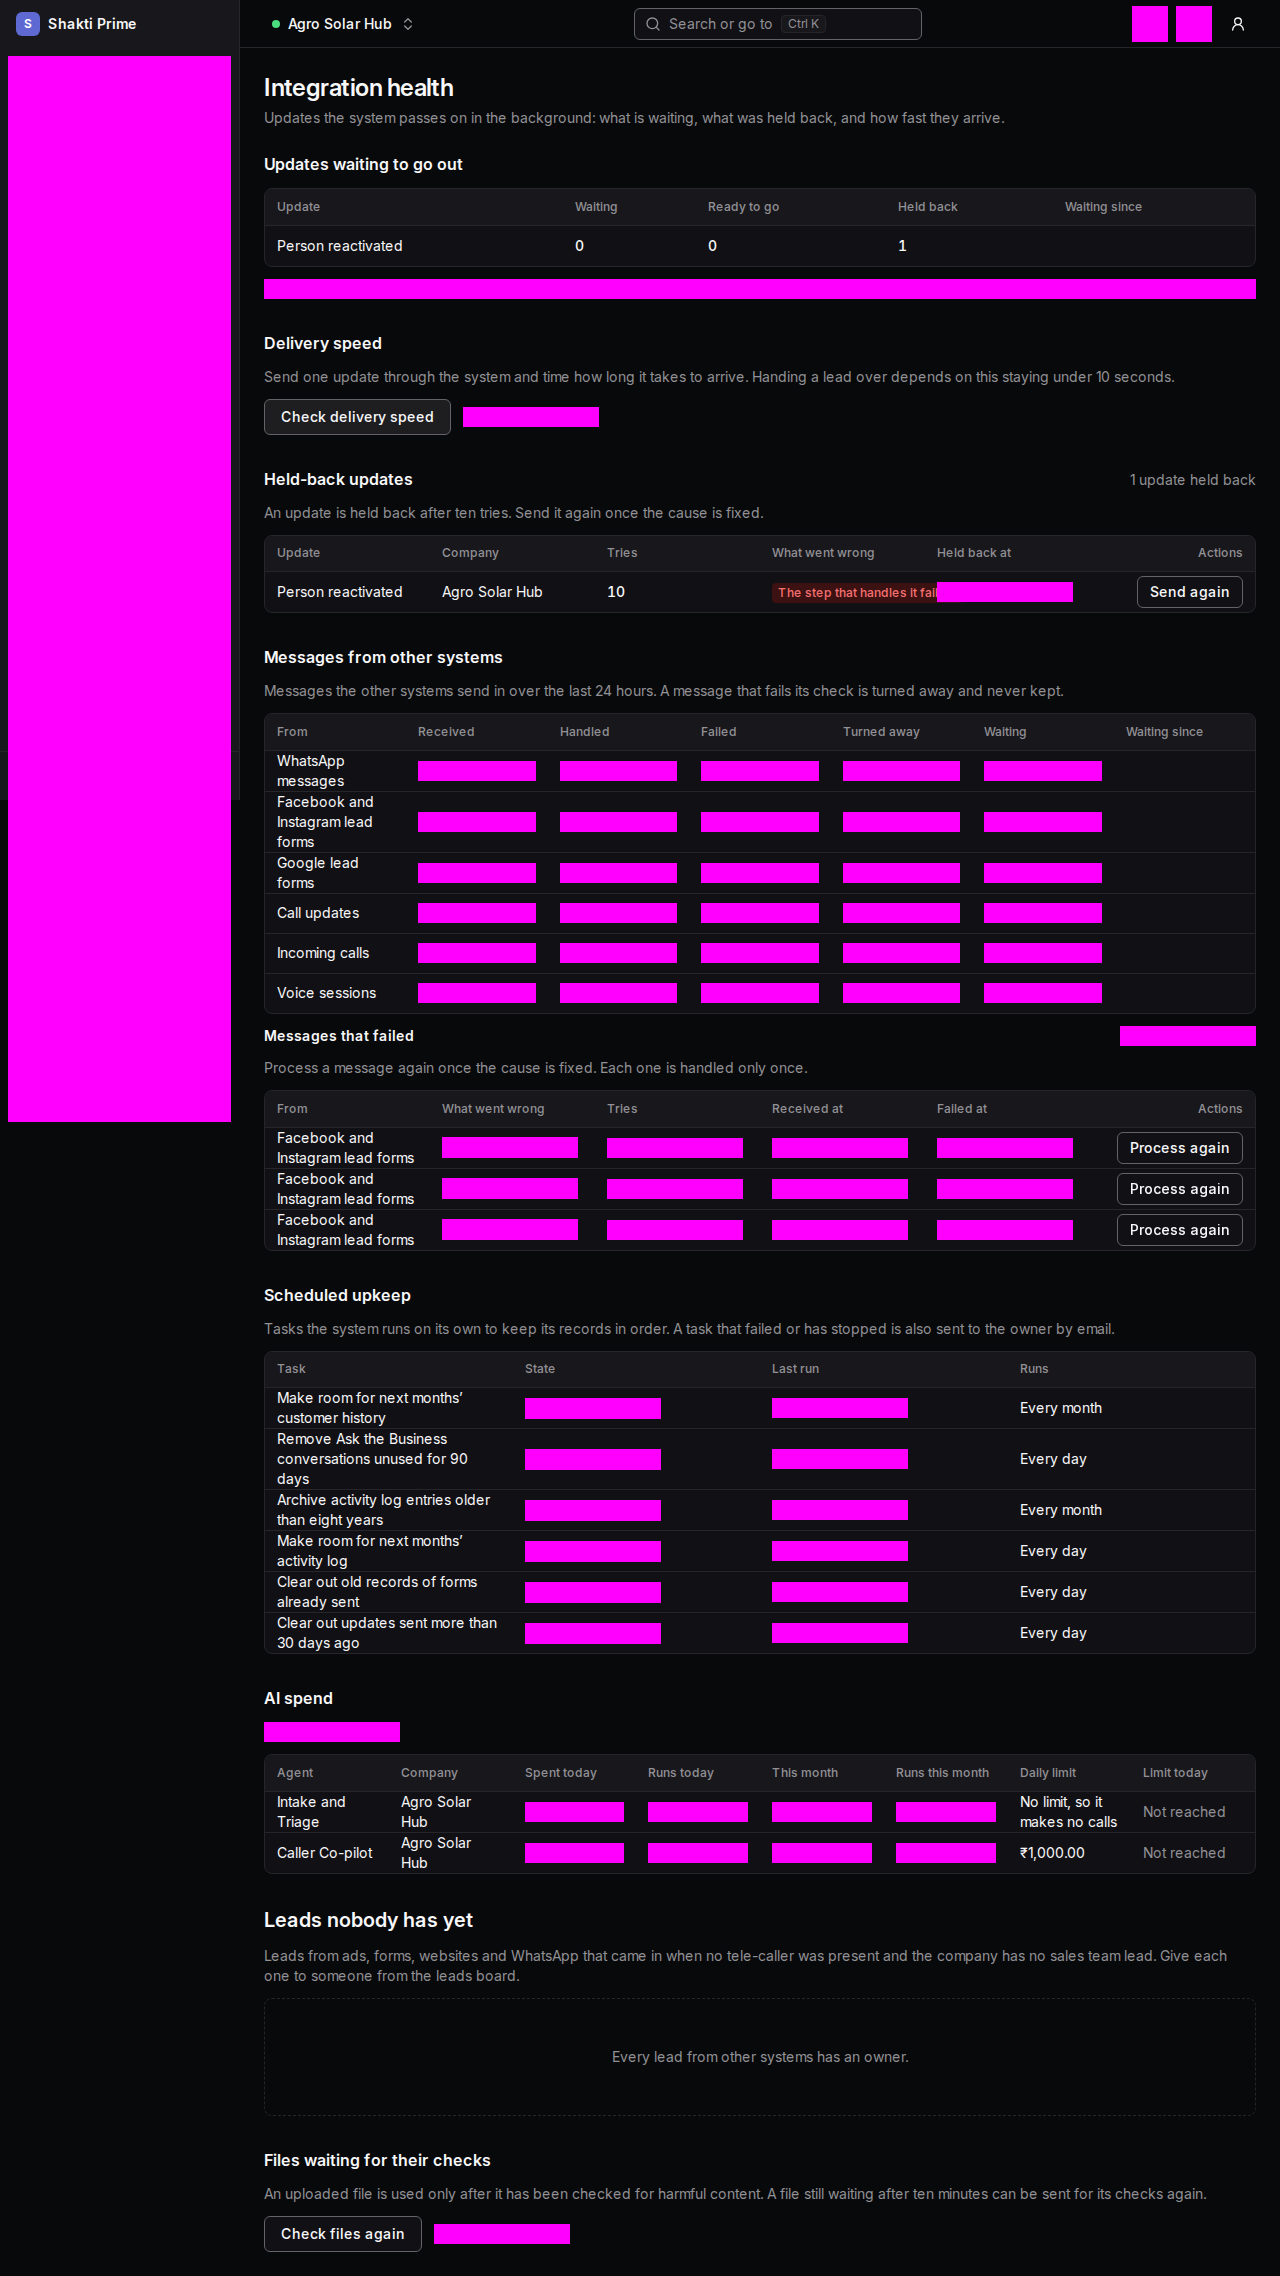 S Shakti Prime
Agro Solar Hub
Search or go to Ctrl K
Integration health
Updates the system passes on in the background: what is waiting, what was held back, and how fast they arrive.
Updates waiting to go out
Update Waiting Ready to go Held back Waiting since
Person reactivated 0 0 1
Delivery speed
Send one update through the system and time how long it takes to arrive. Handing a lead over depends on this staying under 10 seconds.
Check delivery speed
Held-back updates 1 update held back
An update is held back after ten tries. Send it again once the cause is fixed.
Update Company Tries What went wrong Held back at Actions
Person reactivated Agro Solar Hub 10 The step that handles it Send again
Messages from other systems
Messages the other systems send in over the last 24 hours. A message that fails its check is turned away and never kept.
From Received Handled Failed Turned away Waiting Waiting since
WhatsApp
messages
Facebook and
Instagram lead
forms
Google lead
forms
Call updates
Incoming calls
Voice sessions
Messages that failed
Process a message again once the cause is fixed. Each one is handled only once.
From What went wrong Tries Received at Failed at Actions
Facebook and
Instagram lead forms Process again
Facebook and
Instagram lead forms Process again
Facebook and
Instagram lead forms Process again
Scheduled upkeep
Tasks the system runs on its own to keep its records in order. A task that failed or has stopped is also sent to the owner by email.
Task State Last run Runs
Make room for next months’
customer history Every month
Remove Ask the Business
conversations unused for 90
days Every day
Archive activity log entries older
than eight years Every month
Make room for next months’
activity log Every day
Clear out old records of forms
already sent Every day
Clear out updates sent more than
30 days ago Every day
AI spend
Agent Company Spent today Runs today This month Runs this month Daily limit Limit today
Intake and Agro Solar No limit, so it
Triage Hub makes no calls Not reached
Caller Co-pilot Agro Solar
Hub ₹1,000.00 Not reached
Leads nobody has yet
Leads from ads, forms, websites and WhatsApp that came in when no tele-caller was present and the company has no sales team lead. Give each
one to someone from the leads board.
Every lead from other systems has an owner.
Files waiting for their checks
An uploaded file is used only after it has been checked for harmful content. A file still waiting after ten minutes can be sent for its checks again.
Check files again